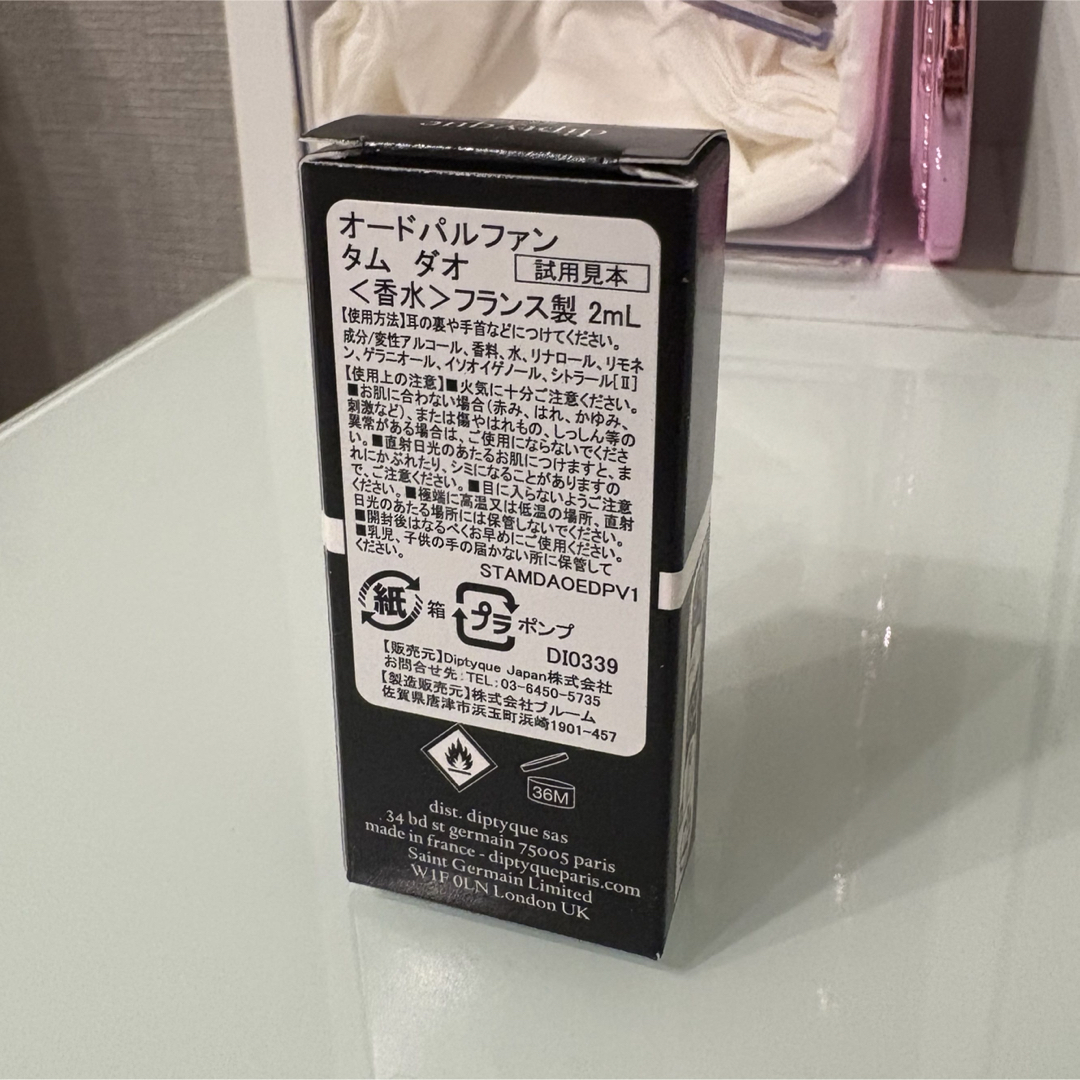 diptyque
オードパルファン
タム ダオ 試用見本
<香水>フランス製 2mL
【使用方法】耳の裏や手首などにつけてください。
成分/変性アルコール、香料、水、リナロール、リモネ
ン、ゲラニオール、イソオイゲノール、シトラール[Ⅱ]
【使用上の注意】■火気に十分ご注意ください。
■お肌に合わない場合(赤み、はれ、かゆみ、
刺激など)、または傷やはれもの、しっしん等の
異常がある場合は、ご使用にならないでくださ
い。■直射日光のあたるお肌につけますと、ま
れにかぶれたり、シミになることがありますの
で、ご注意ください。■目に入らないようご注意
ください。■極端に高温又は低温の場所、直射
日光のあたる場所には保管しないでください。
■開封後はなるべくお早めにご使用ください。
■乳児、子供の手の届かない所に保管して
ください。
STAMDAOEDPV1
紙 箱 プラ ポンプ
DI0339
【販売元】Diptyque Japan株式会社
お問合せ先:TEL:03-6450-5735
【製造販売元】株式会社ブルーム
佐賀県唐津市浜玉町浜崎1901-457
36M
dist. diptyque sas
34 bd st germain 75005 paris
made in france - diptyqueparis.com
Saint Germain Limited
W1F 0LN London UK